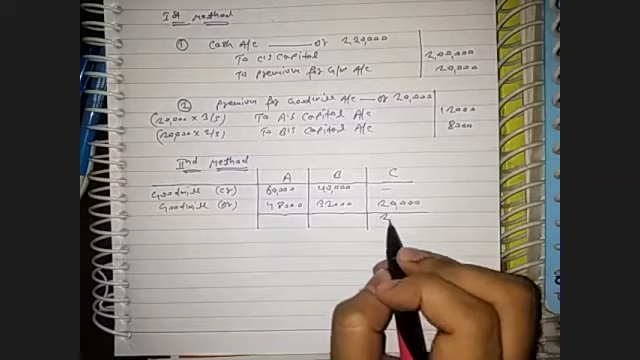 Ist method
① Cash A/c —— Dr 2,20,000
To C's Capital 2,00,000
To premium for G/w A/c 20,000
② premium for Goodwill A/c — Dr 20,000
(20,000 x 3/5) To A's Capital A/c 12000
(20,000 x 2/5) To B's Capital A/c 8000
IInd method
A B C
Goodwill (cr) 60,000 40,000 —
Goodwill (Dr) 48000 32000 20,000
2